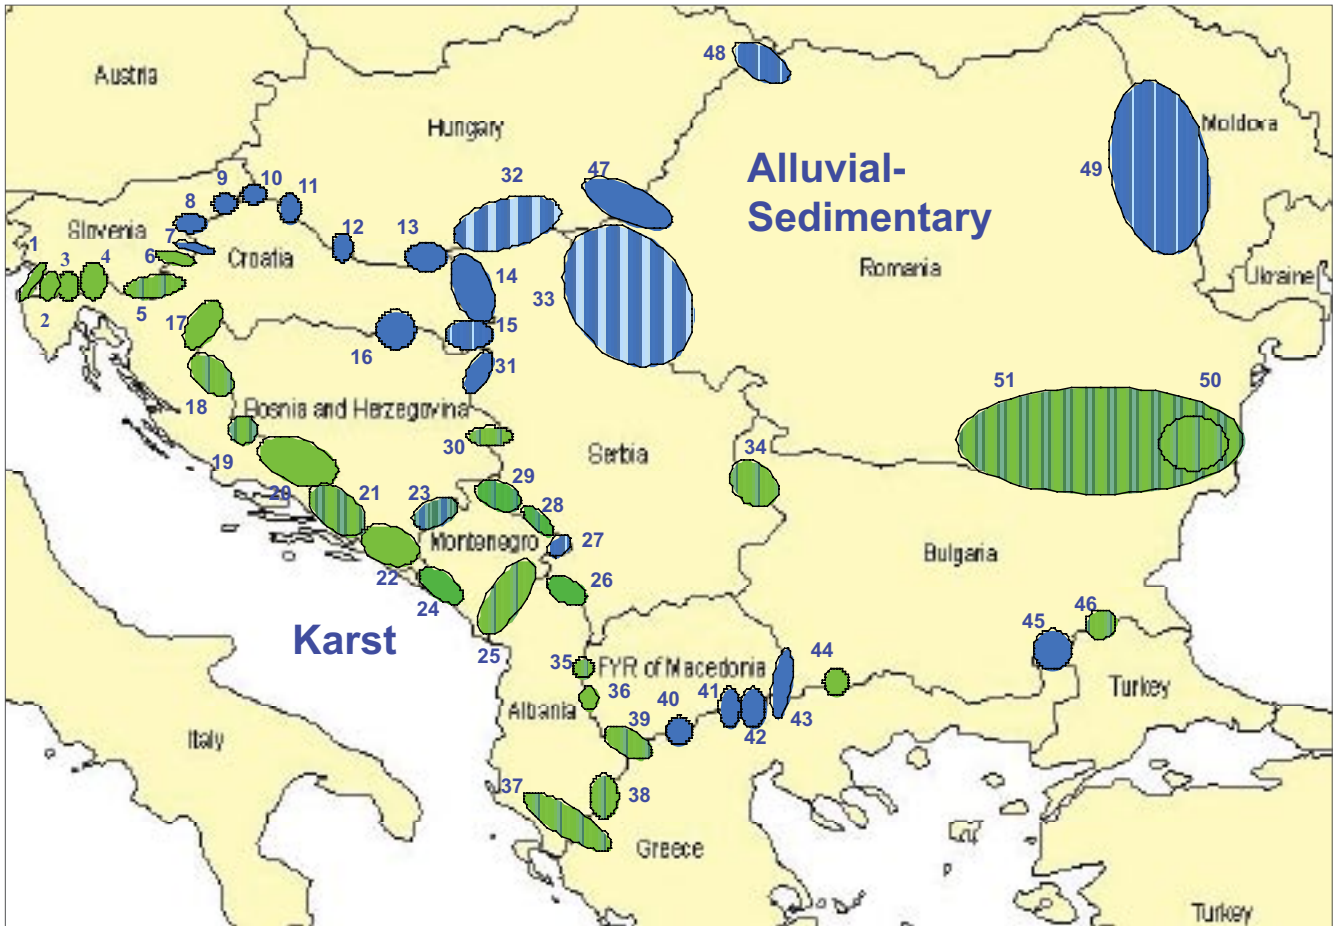 48
Austria
Moldova
Hungary
Alluvial-
Sedimentary
47
49
32
9
10
11
8
Slovenia
12
13
7
6
Croatia
1
3
4
Romania
Ukraine
14
33
2
5
17
15
16
31
51
50
18
Bosnia and Herzegovina
30
34
Serbia
19
29
20
21
23
28
Montenegro
27
Bulgaria
22
26
24
46
45
Karst
25
35
FYR of Macedonia
44
36
40
41
Turkey
Albania
43
39
42
Italy
37
38
Greece
Turkey